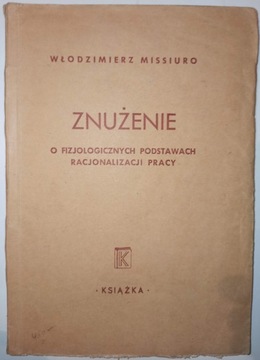 WŁODZIMIERZ MISSIURO
ZNUŻENIE
O FIZJOLOGICZNYCH PODSTAWACH
RACJONALIZACJI PRACY
K
· KSIĄŻKA ·